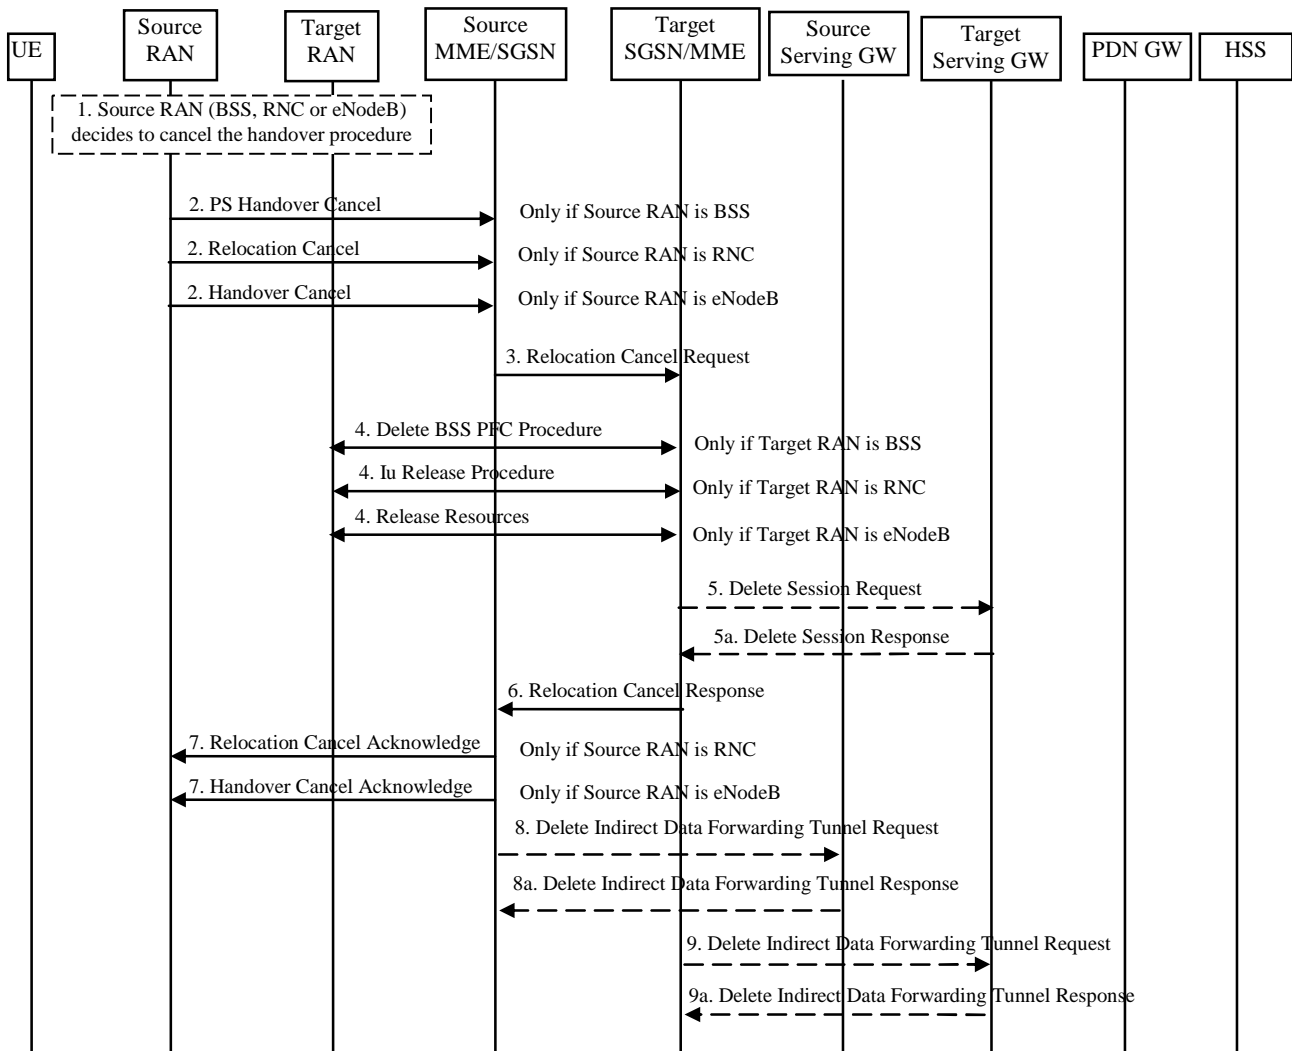 UE
Source
RAN
Target
RAN
Source
MME/SGSN
Target
SGSN/MME
Source
Serving GW
Target
Serving GW
PDN GW
HSS
1. Source RAN (BSS, RNC or eNodeB)
decides to cancel the handover procedure
2. PS Handover Cancel
Only if Source RAN is BSS
2. Relocation Cancel
Only if Source RAN is RNC
2. Handover Cancel
Only if Source RAN is eNodeB
3. Relocation Cancel Request
4. Delete BSS PFC Procedure
Only if Target RAN is BSS
4. Iu Release Procedure
Only if Target RAN is RNC
4. Release Resources
Only if Target RAN is eNodeB
5. Delete Session Request
5a. Delete Session Response
6. Relocation Cancel Response
7. Relocation Cancel Acknowledge
Only if Source RAN is RNC
7. Handover Cancel Acknowledge
Only if Source RAN is eNodeB
8. Delete Indirect Data Forwarding Tunnel Request
8a. Delete Indirect Data Forwarding Tunnel Response
9. Delete Indirect Data Forwarding Tunnel Request
9a. Delete Indirect Data Forwarding Tunnel Response